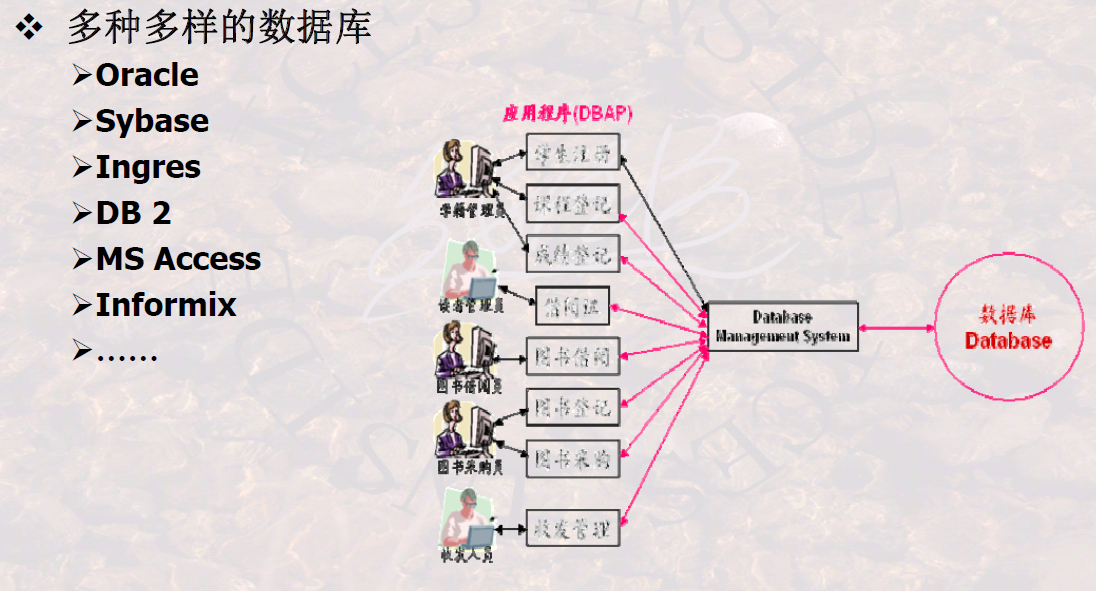 ❖ 多种多样的数据库
➢Oracle
➢Sybase
➢Ingres
➢DB 2
➢MS Access
➢Informix
➢……
应用程序(DBAP)
学生注册
学籍管理员
课程登记
成绩登记
读者管理员
借阅证
图书借阅
图书借阅员
图书登记
图书采购
图书采购员
收发管理
收发人员
Database
Management System
数据库
Database